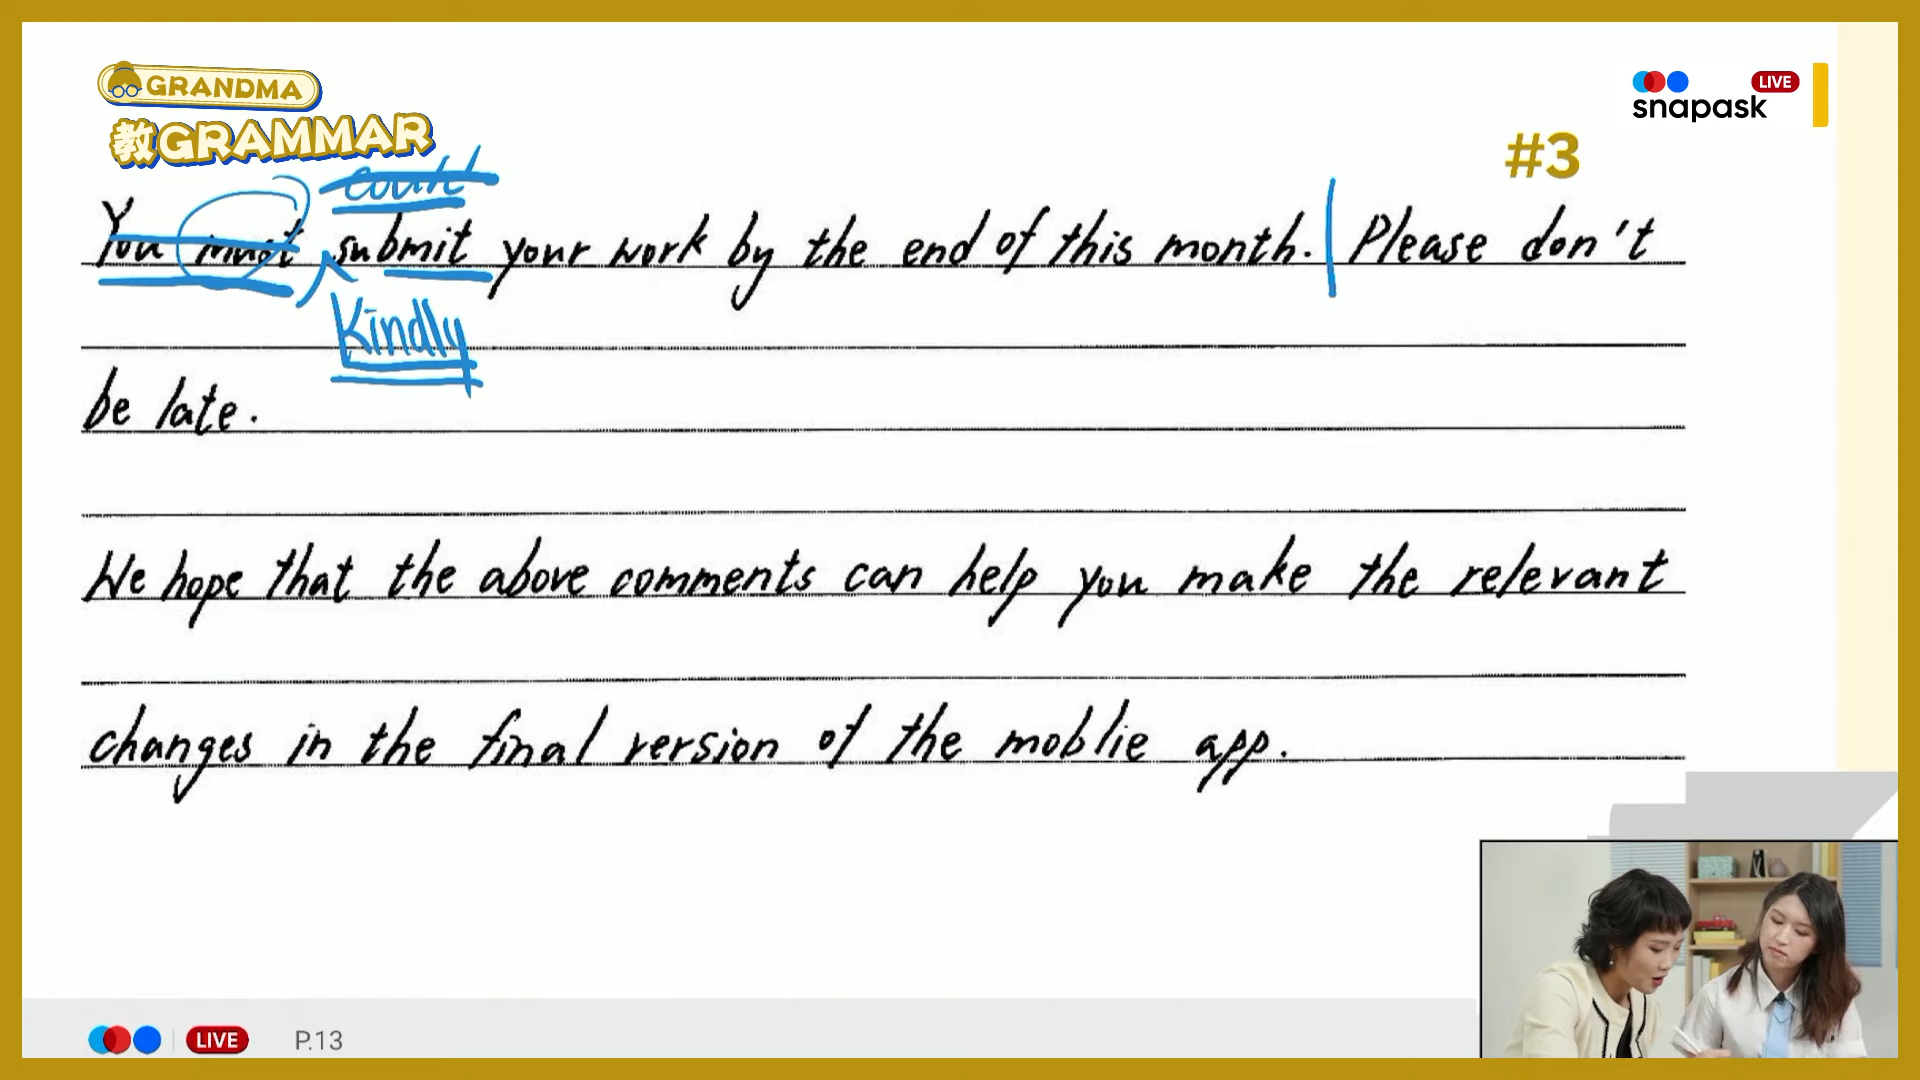 GRANDMA
教GRAMMAR
LIVE
snapask
#3
could
You must submit your work by the end of this month. Please don't
Kindly
be late.
We hope that the above comments can help you make the relevant
changes in the final version of the moblie app.
LIVE
P.13